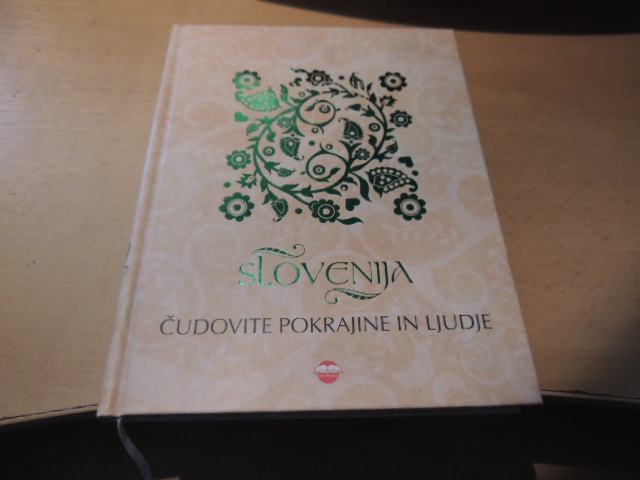 SLOVENIJA
ČUDOVITE POKRAJINE IN LJUDJE